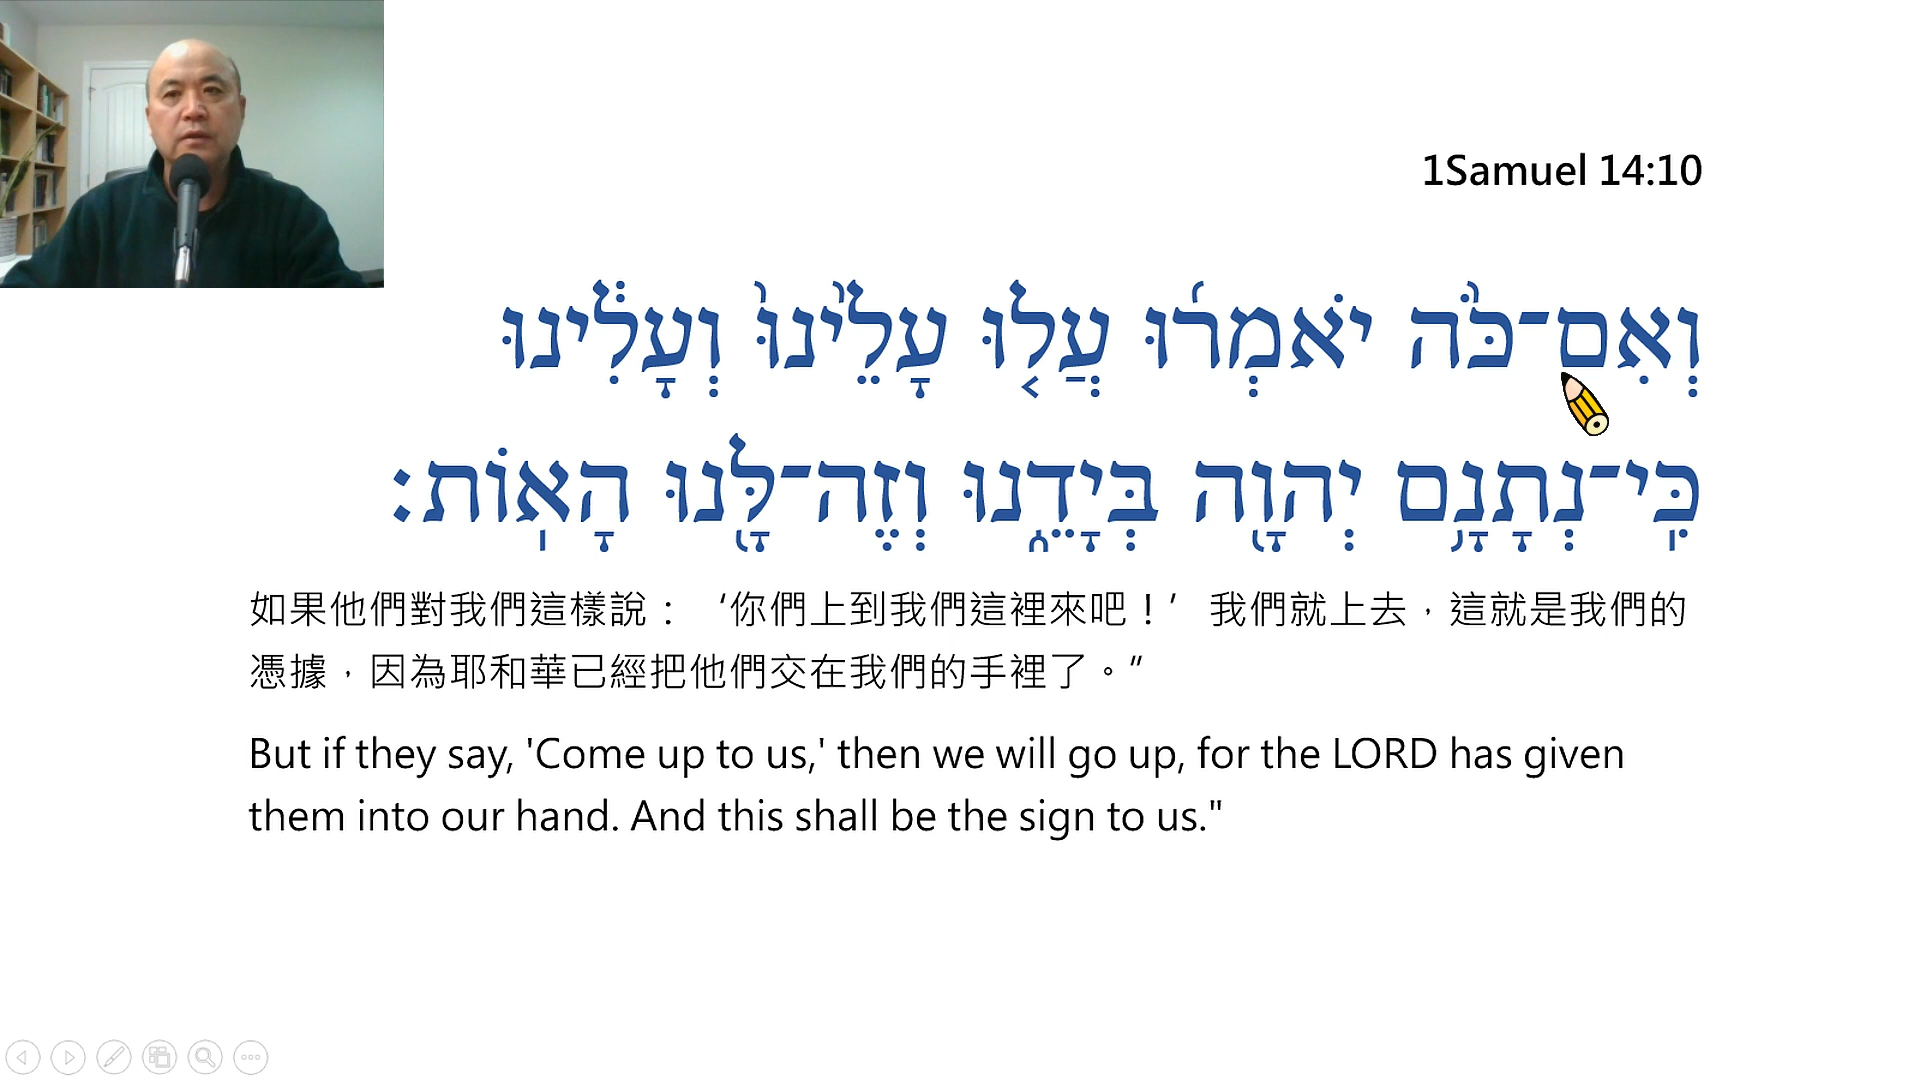 1Samuel 14:10
וְאִם־כֹּ֨ה יֹאמְר֜וּ עֲל֤וּ עָלֵ֙ינוּ֙ וְעָלִ֔ינוּ
כִּֽי־נְתָנָ֥ם יְהוָ֖ה בְּיָדֵ֑נוּ וְזֶה־לָּ֖נוּ הָאֽוֹת׃
如果他們對我們這樣說：‘你們上到我們這裡來吧！’ 我們就上去，這就是我們的
憑據，因為耶和華已經把他們交在我們的手裡了。”
But if they say, 'Come up to us,' then we will go up, for the LORD has given
them into our hand. And this shall be the sign to us."